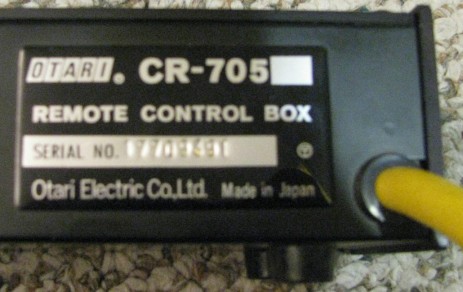 OTARI. CR-705
REMOTE CONTROL BOX
SERIAL NO.
Otari Electric Co., Ltd. Made in Japan